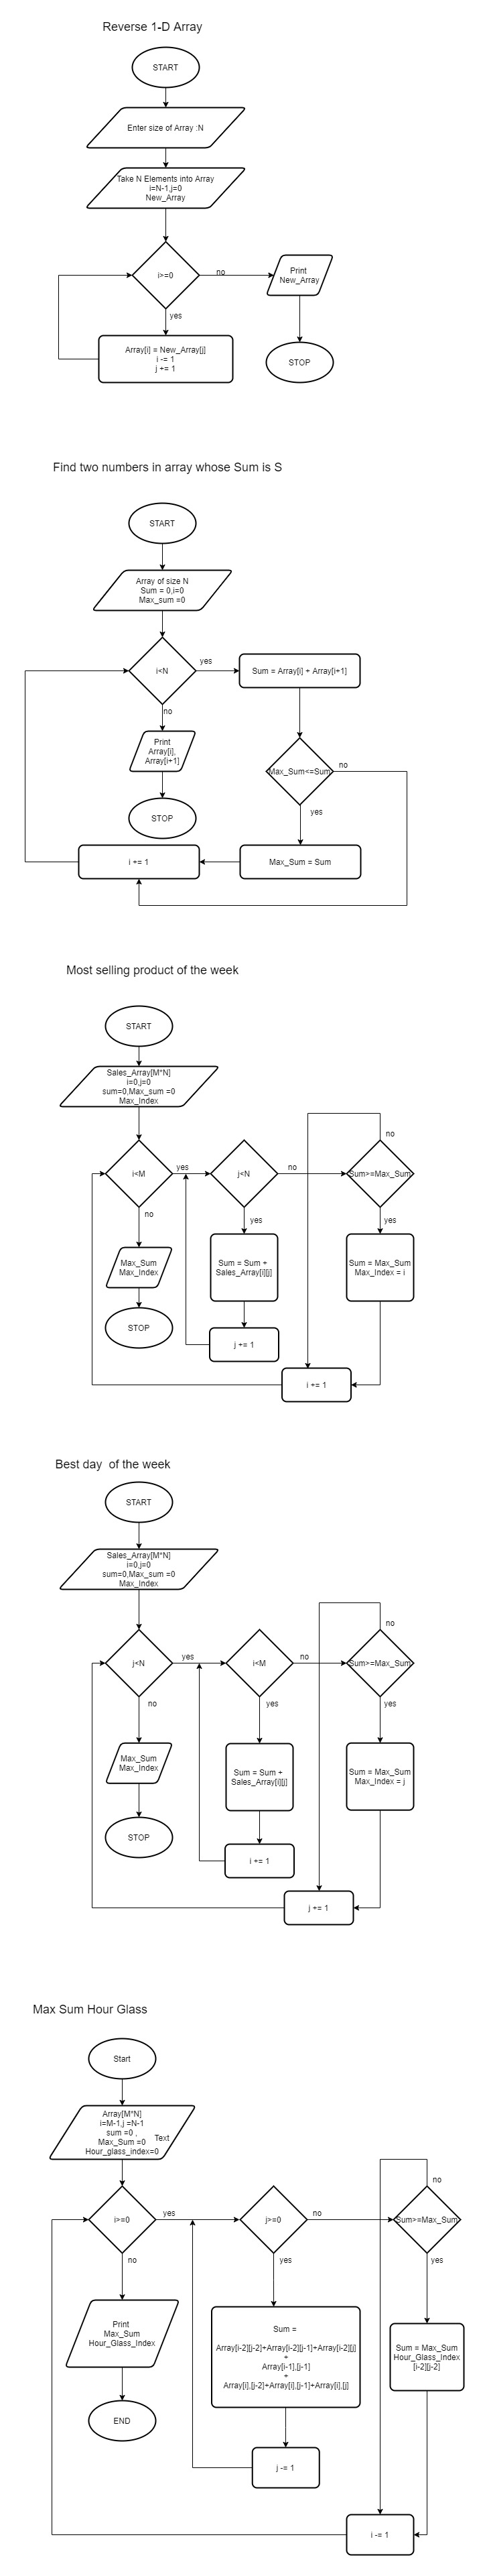 Reverse 1-D Array
START
Enter size of Array :N
Take N Elements into Array
i=N-1,j=0
New_Array
i>=0
no
Print
New_Array
yes
Array[i] = New_Array[j]
i -= 1
j += 1
STOP
Find two numbers in array whose Sum is S
START
Array of size N
Sum = 0,i=0
Max_sum =0
i<N
yes
Sum = Array[i] + Array[i+1]
no
Print
Array[i],
Array[i+1]
Max_Sum<=Sum
no
yes
STOP
i += 1
Max_Sum = Sum
Most selling product of the week
START
Sales_Array[M*N]
i=0,j=0
sum=0,Max_sum =0
Max_Index
i<M
yes
j<N
no
Sum>=Max_Sum
no
no
yes
yes
Max_Sum
Max_Index
Sum = Sum +
Sales_Array[i][j]
Sum = Max_Sum
Max_Index = i
STOP
j += 1
i += 1
Best day  of the week
START
Sales_Array[M*N]
i=0,j=0
sum=0,Max_sum =0
Max_Index
j<N
yes
i<M
no
Sum>=Max_Sum
no
no
yes
yes
Max_Sum
Max_Index
Sum = Sum +
Sales_Array[i][j]
Sum = Max_Sum
Max_Index = j
STOP
i += 1
j += 1
Max Sum Hour Glass
Start
Array[M*N]
i=M-1,j =N-1
sum =0 ,
Max_Sum =0
Hour_glass_index=0
Text
i>=0
yes
j>=0
no
Sum>=Max_Sum
no
no
yes
yes
Print
Max_Sum
Hour_Glass_Index
Sum =
Array[i-2][j-2]+Array[i-2][j-1]+Array[i-2][j]
+
Array[i-1],[j-1]
+
Array[i],[j-2]+Array[i],[j-1]+Array[i],[j]
Sum = Max_Sum
Hour_Glass_Index
[i-2][j-2]
END
j -= 1
i -= 1